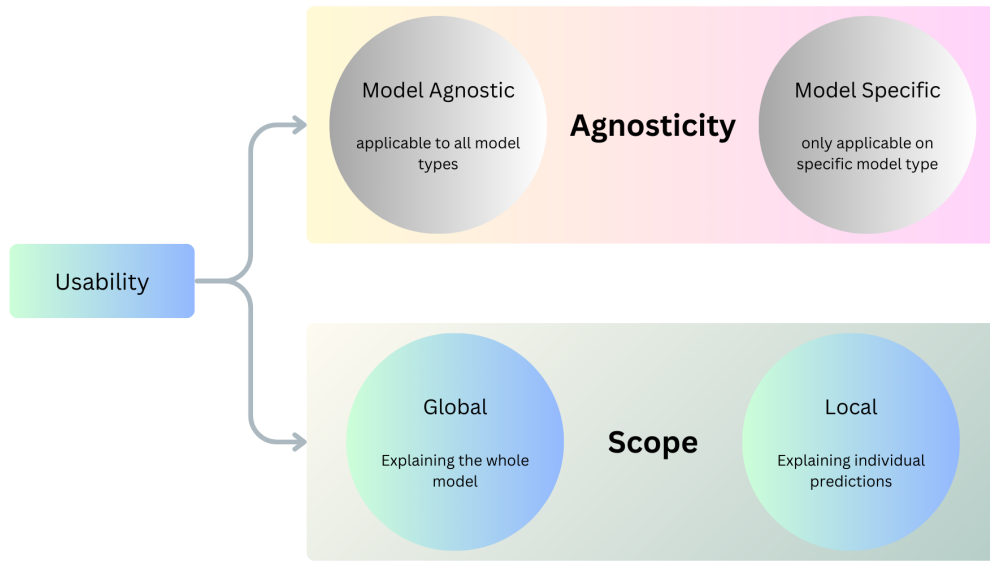 Usability
Model Agnostic
applicable to all model
types
Agnosticity
Model Specific
only applicable on
specific model type
Global
Explaining the whole
model
Scope
Local
Explaining individual
predictions